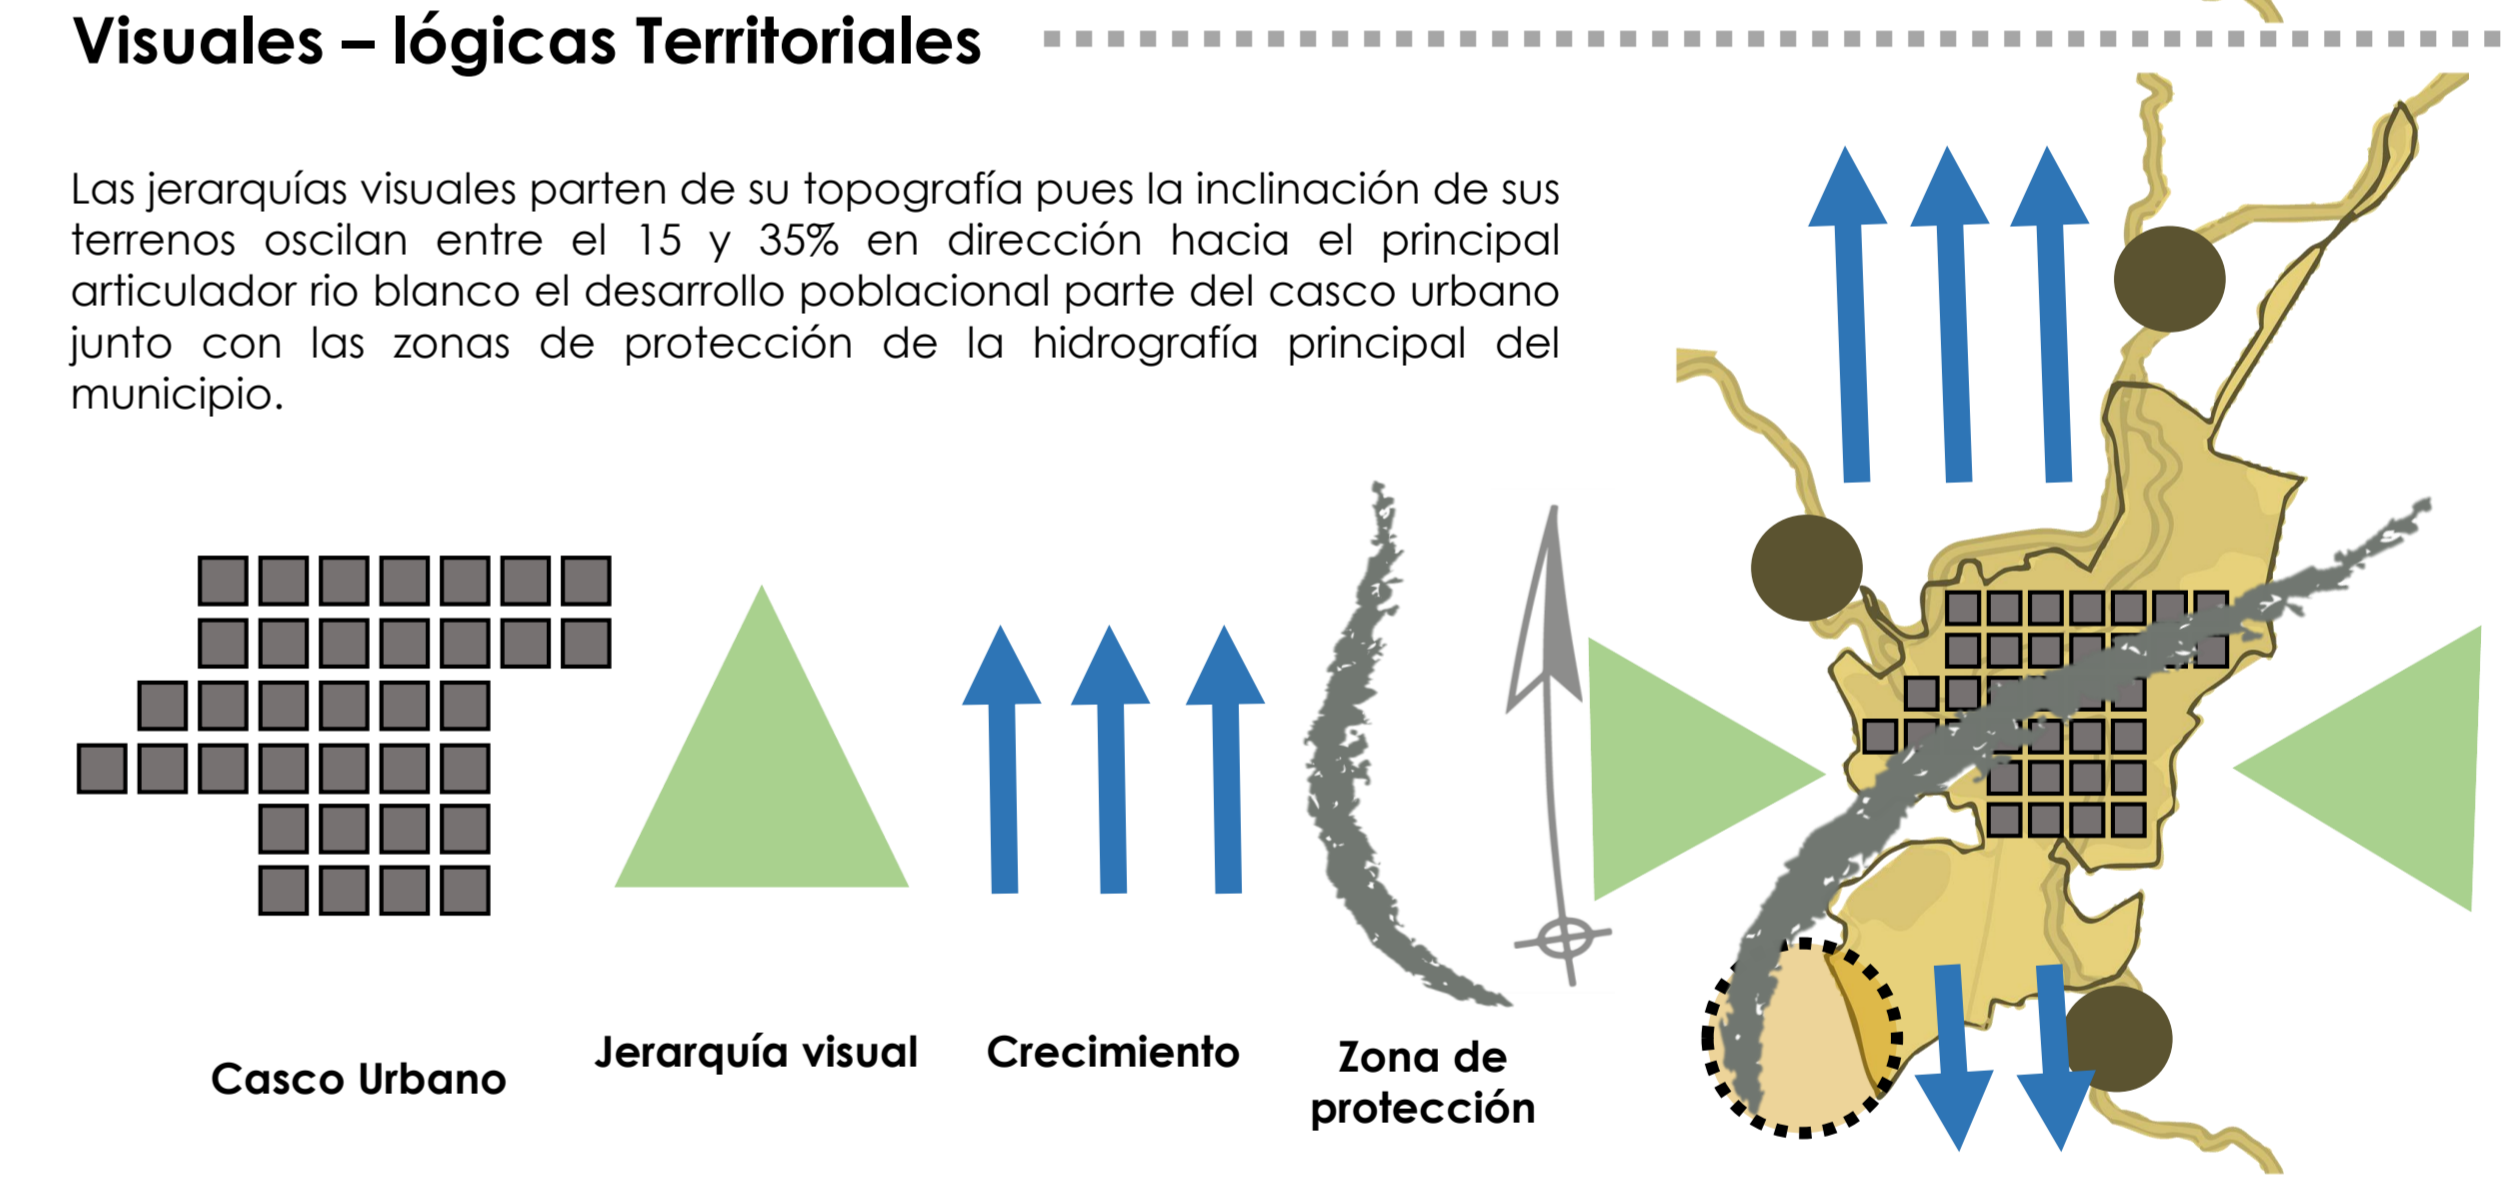 Visuales – lógicas Territoriales
Las jerarquías visuales parten de su topografía pues la inclinación de sus
terrenos oscilan entre el 15 y 35% en dirección hacia el principal
articulador rio blanco el desarrollo poblacional parte del casco urbano
junto con las zonas de protección de la hidrografía principal del
municipio.
Casco Urbano
Jerarquía visual
Crecimiento
Zona de
protección